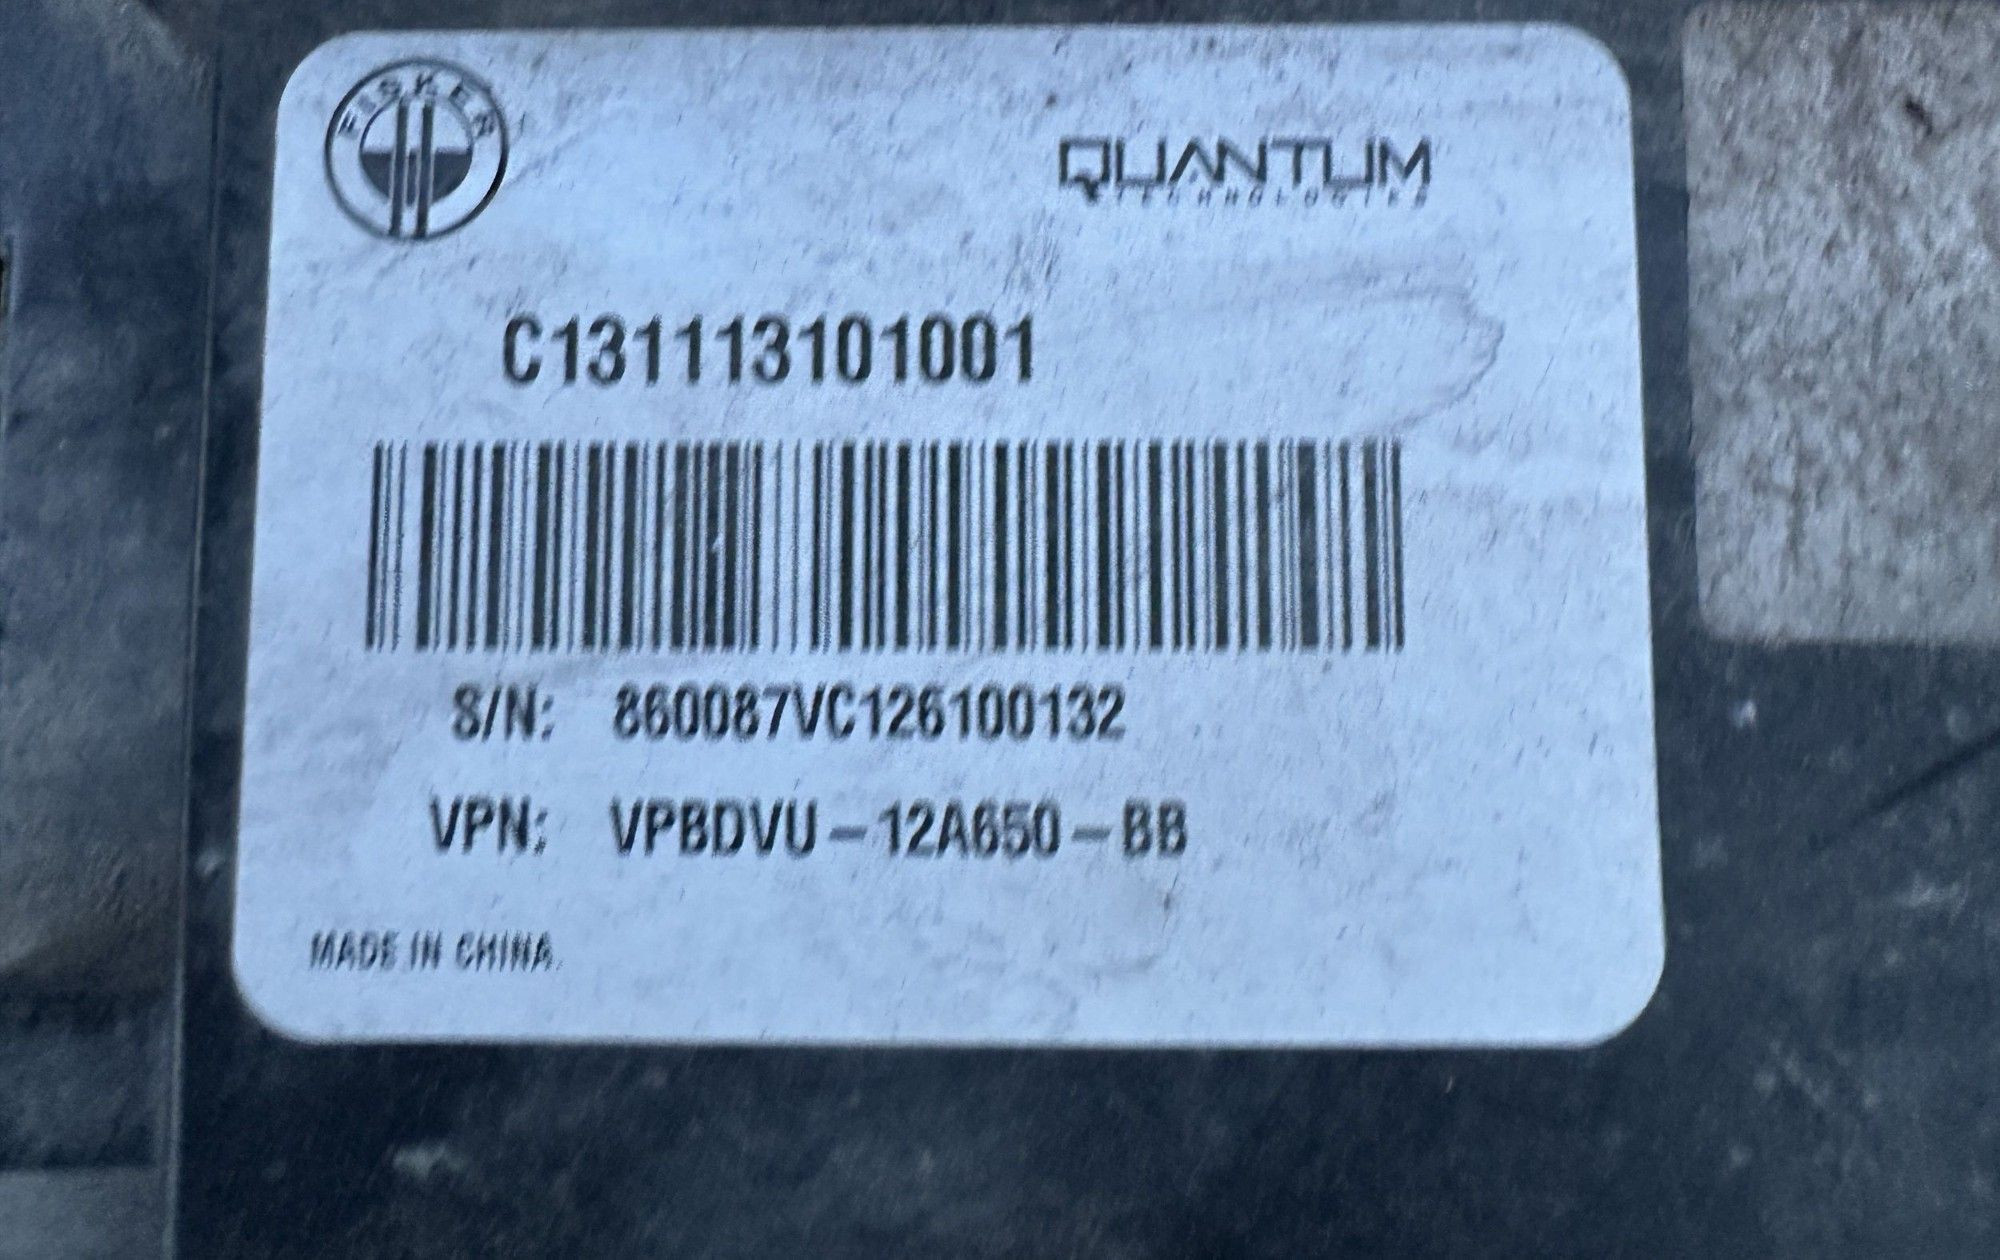 FISKER
QUANTUM
TECHNOLOGIES
C131113101001
S/N: 860087VC126100132
VPN: VPBDVU-12A650-BB
MADE IN CHINA